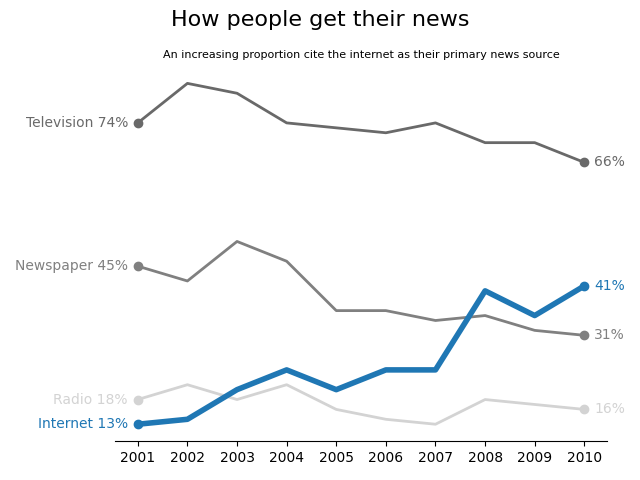 How people get their news
An increasing proportion cite the internet as their primary news source
Television 74%
66%
Newspaper 45%
41%
31%
Radio 18%
16%
Internet 13%
2001 2002 2003 2004 2005 2006 2007 2008 2009 2010